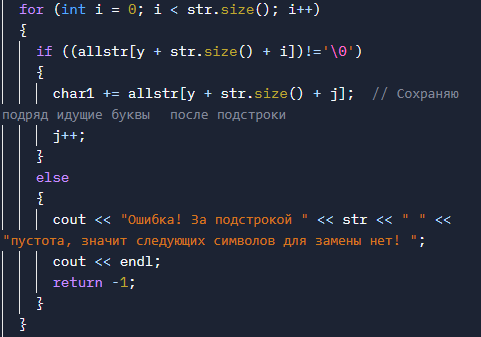 for (int i = 0; i < str.size(); i++)
{
if ((allstr[y + str.size() + i])!='\0')
{
char1 += allstr[y + str.size() + j]; // Сохраняю
подряд идущие буквы после подстроки
j++;
}
else
{
cout << "Ошибка! За подстрокой " << str << " " <<
"пустота, значит следующих символов для замены нет! ";
cout << endl;
return -1;
}
}